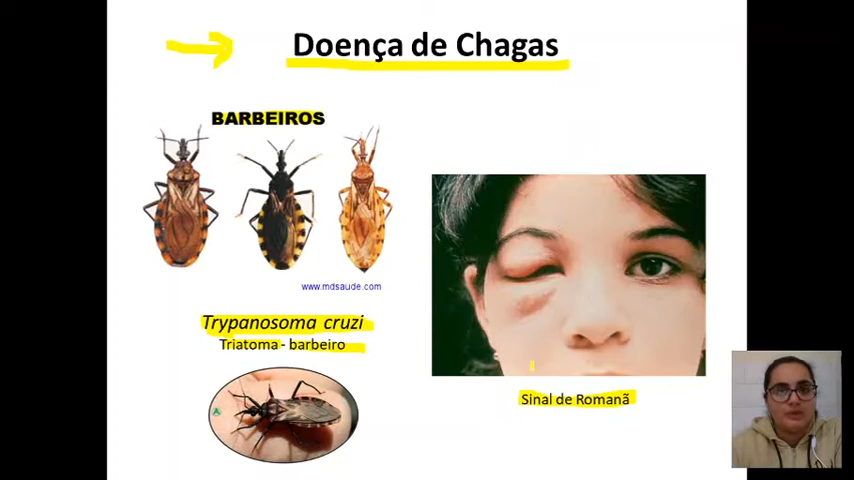 Doença de Chagas
BARBEIROS
www.mdsaude.com
Trypanosoma cruzi
Triatoma - barbeiro
Sinal de Romanã